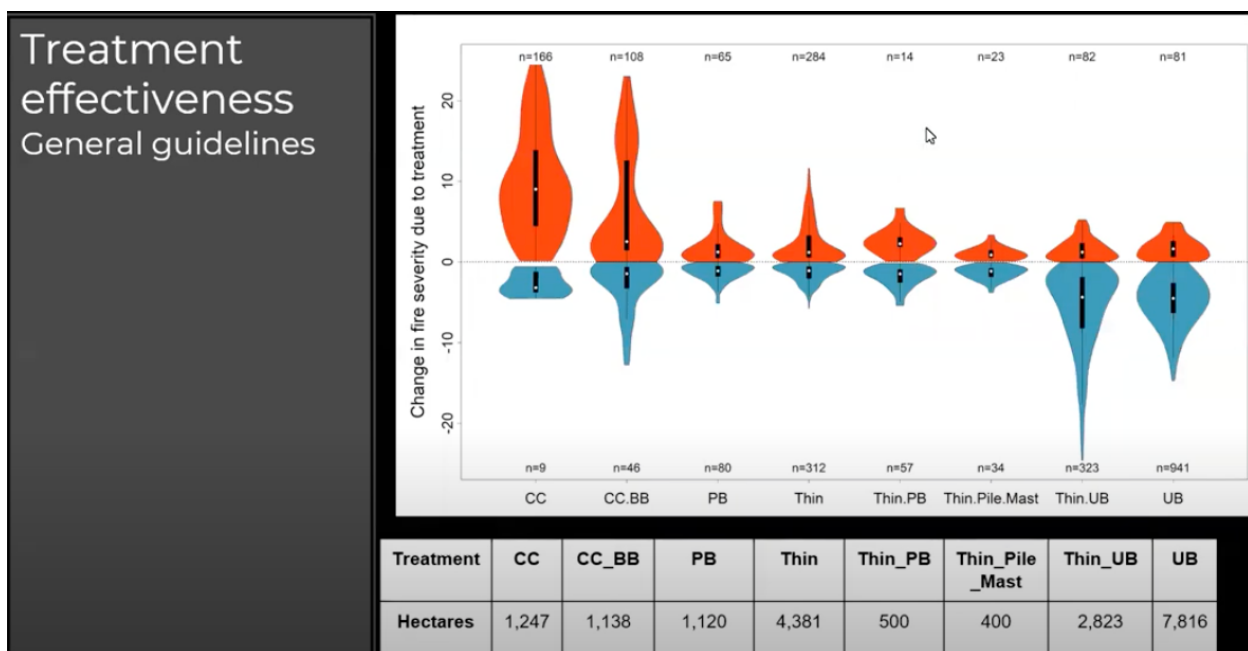 Treatment
effectiveness
General guidelines
Change in fire severity due to treatment
20
10
0
-10
-20
n=166 n=108 n=65 n=284 n=14 n=23 n=82 n=81
n=9 n=46 n=80 n=312 n=57 n=34 n=323 n=941
CC CC.BB PB Thin Thin.PB Thin.Pile.Mast Thin.UB UB
Treatment CC CC_BB PB Thin Thin_PB Thin_Pile
_Mast Thin_UB UB
Hectares 1,247 1,138 1,120 4,381 500 400 2,823 7,816